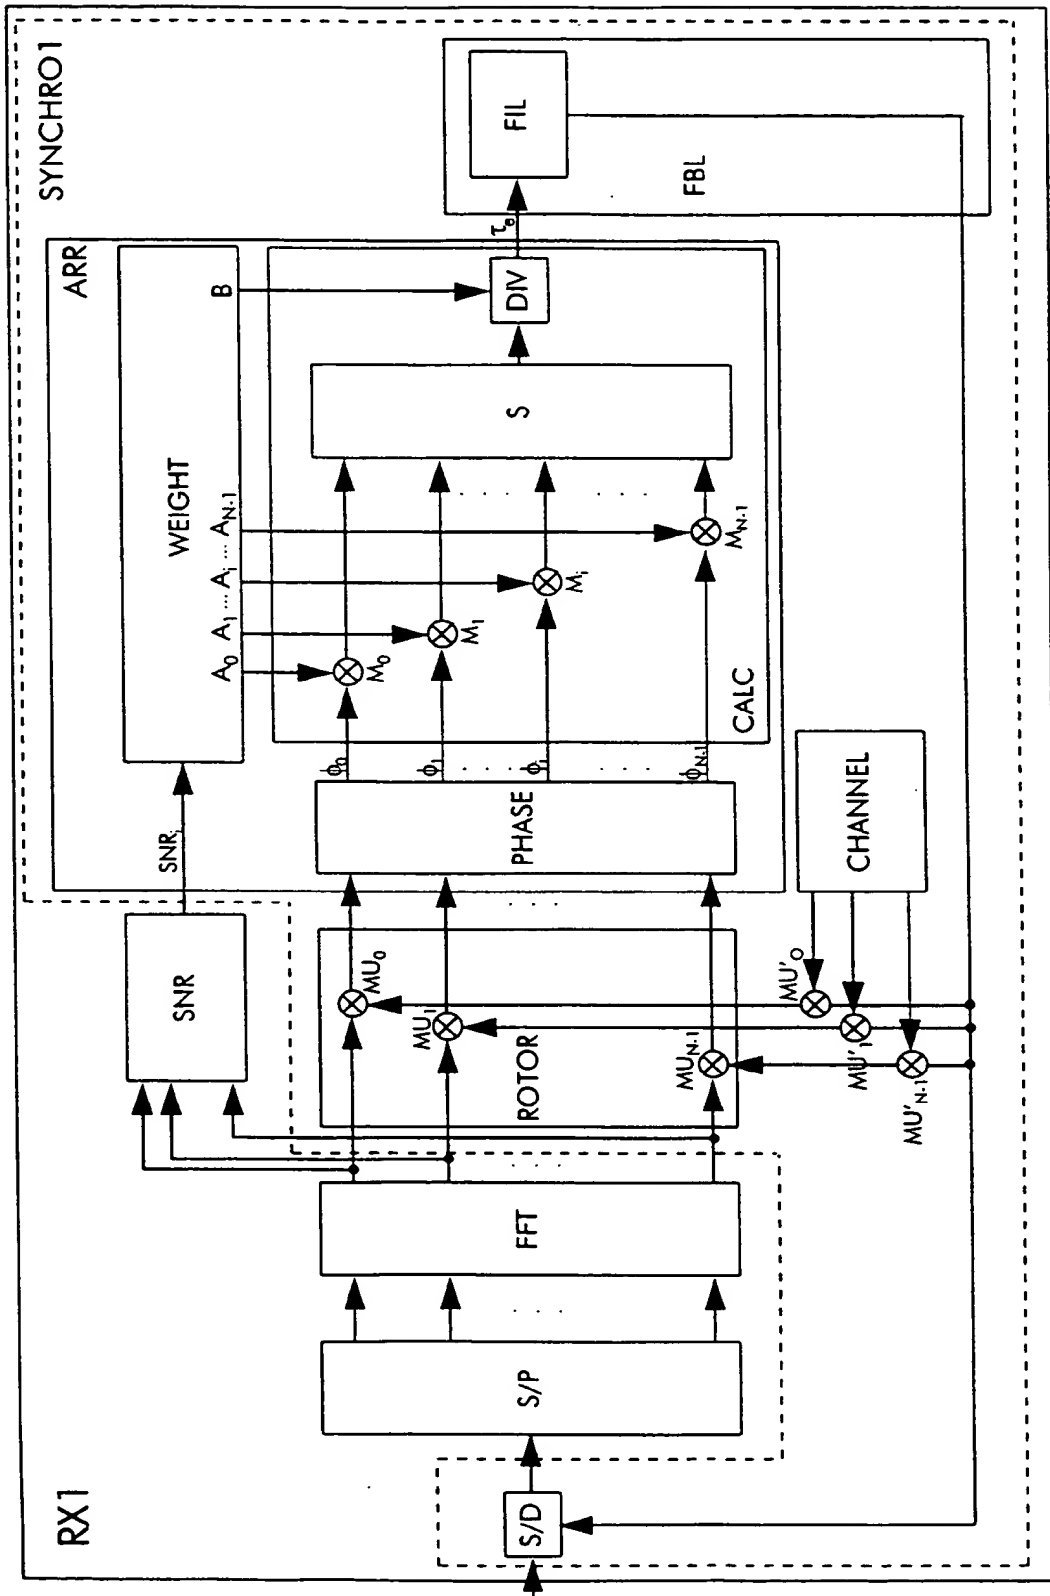 RX1
SYNCHRO1
S/D
S/P
FFT
SNR
SNRi
ROTOR
MU0
MU1
MUN-1
MU'0
MU'1
MU'N-1
CHANNEL
ARR
PHASE
ϕ0
ϕ1
ϕi
ϕN-1
WEIGHT
A0 A1 ... Ai ... AN-1
B
CALC
M0
M1
Mi
MN-1
S
DIV
τe
FBL
FIL